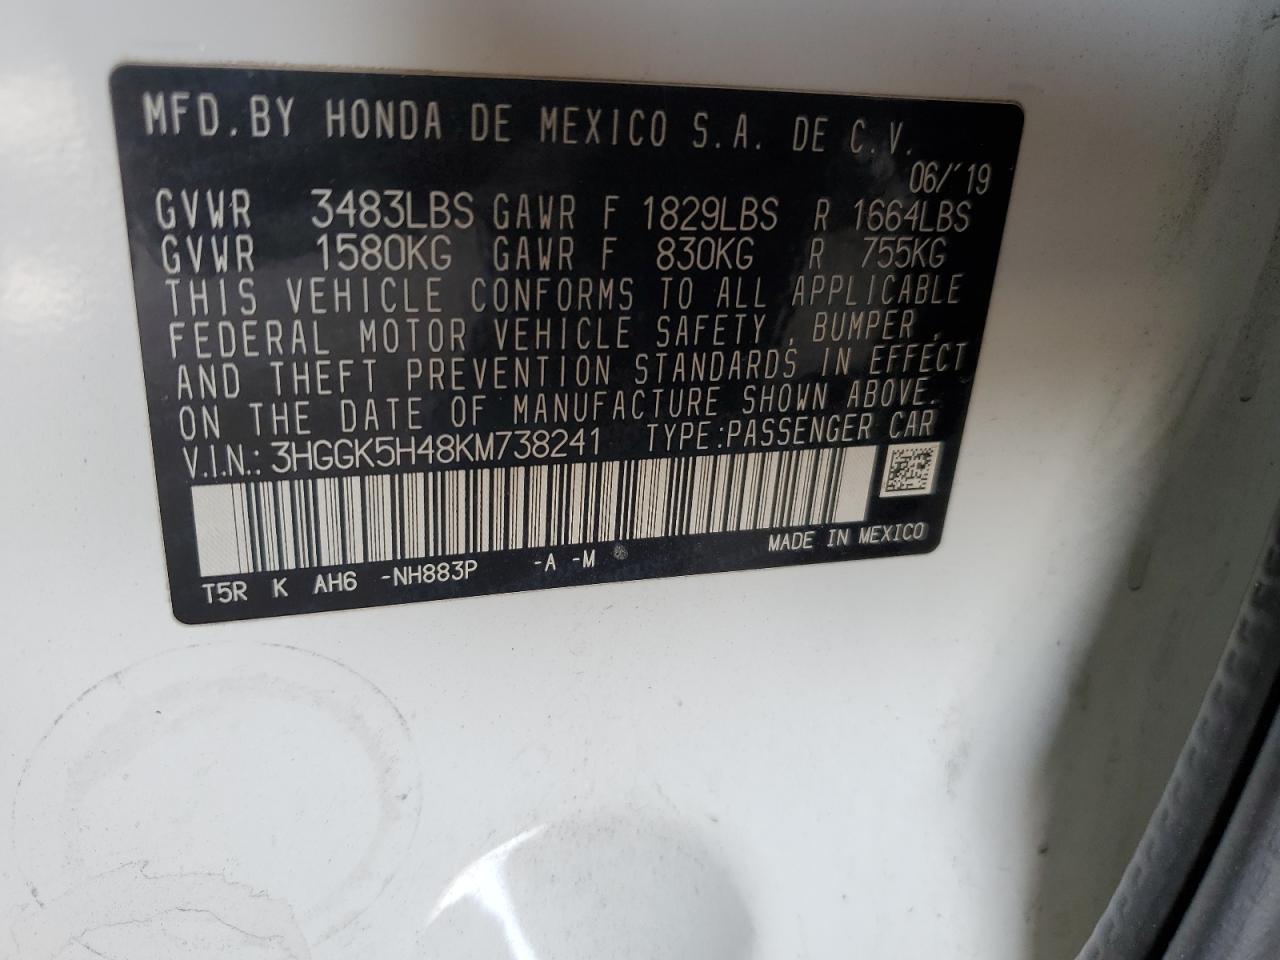 MFD. BY HONDA DE MEXICO S.A. DE C.V.
06/'19
GVWR 3483LBS GAWR F 1829LBS R 1664LBS
GVWR 1580KG GAWR F 830KG R 755KG
THIS VEHICLE CONFORMS TO ALL APPLICABLE
FEDERAL MOTOR VEHICLE SAFETY, BUMPER,
AND THEFT PREVENTION STANDARDS IN EFFECT
ON THE DATE OF MANUFACTURE SHOWN ABOVE.
V.I.N.: 3HGGK5H48KM738241 TYPE:PASSENGER CAR
MADE IN MEXICO
T5R K AH6 -NH883P -A -M